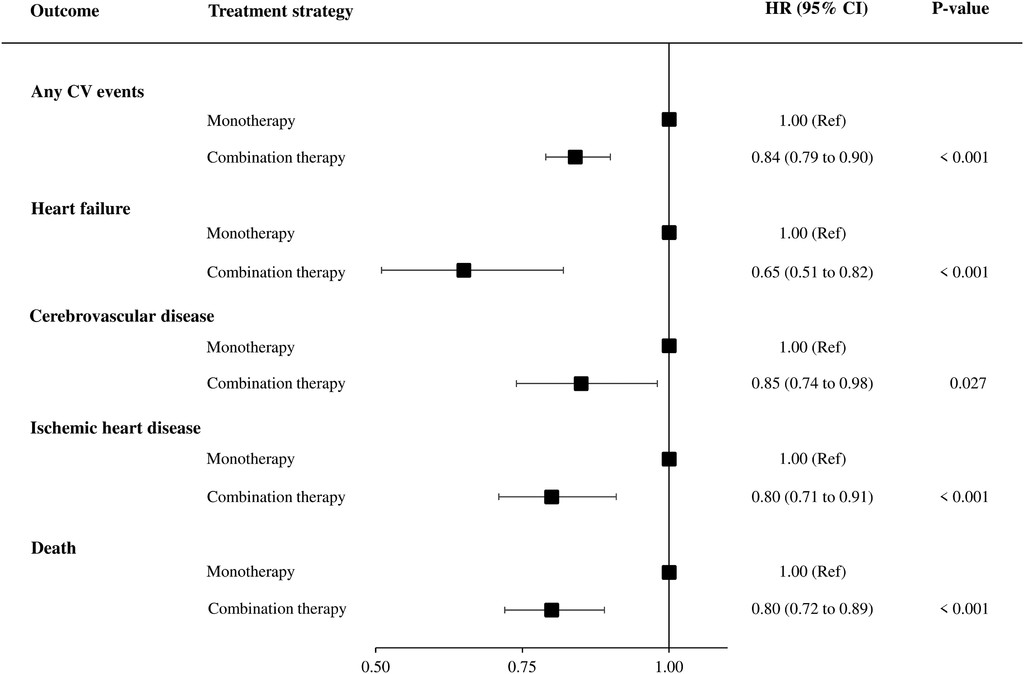 Outcome Treatment strategy HR (95% CI) P-value
Any CV events
Monotherapy 1.00 (Ref)
Combination therapy 0.84 (0.79 to 0.90) < 0.001
Heart failure
Monotherapy 1.00 (Ref)
Combination therapy 0.65 (0.51 to 0.82) < 0.001
Cerebrovascular disease
Monotherapy 1.00 (Ref)
Combination therapy 0.85 (0.74 to 0.98) 0.027
Ischemic heart disease
Monotherapy 1.00 (Ref)
Combination therapy 0.80 (0.71 to 0.91) < 0.001
Death
Monotherapy 1.00 (Ref)
Combination therapy 0.80 (0.72 to 0.89) < 0.001
0.50 0.75 1.00